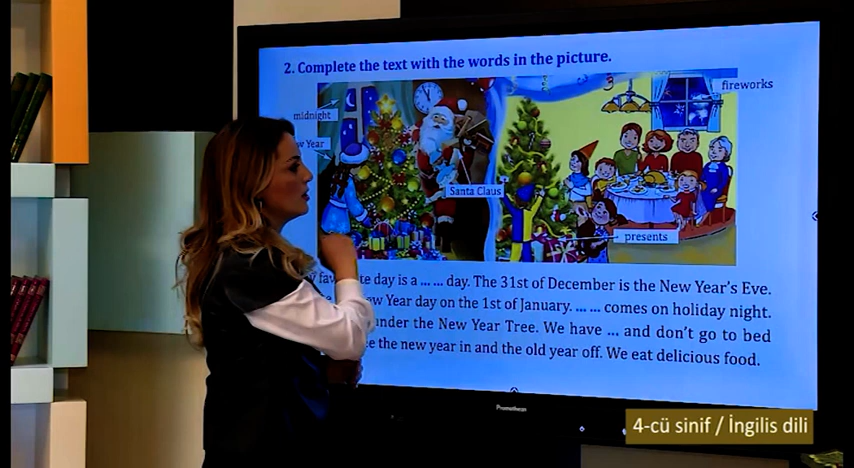 2. Complete the text with the words in the picture.
fireworks
midnight
Year
Santa Claus
presents
day is a ... ... day. The 31st of December is the New Year's Eve.
Year day on the 1st of January. ... ... comes on holiday night.
under the New Year Tree. We have ... and don't go to bed
the new year in and the old year off. We eat delicious food.
Promethean
4-cü sinif / İngilis dili